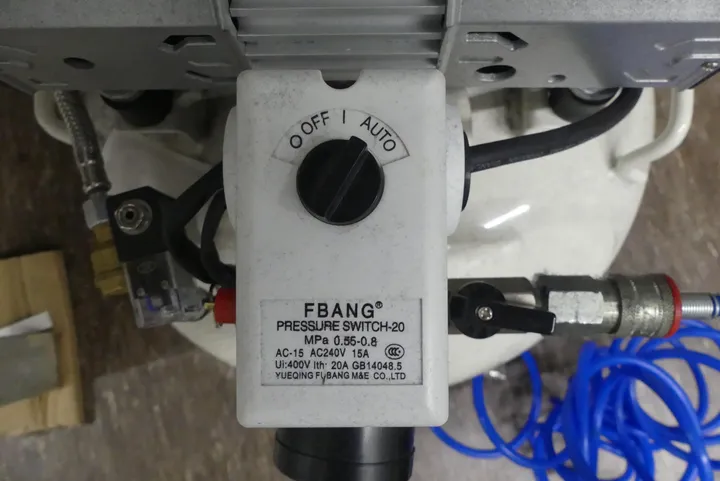 O OFF I AUTO
FBANG®
PRESSURE SWITCH-20
MPa 0.55-0.8
AC-15 AC240V 15A
CCC
Ui:400V Ith: 20A GB14048.5
YUEQING FUBANG M&E CO.,LTD